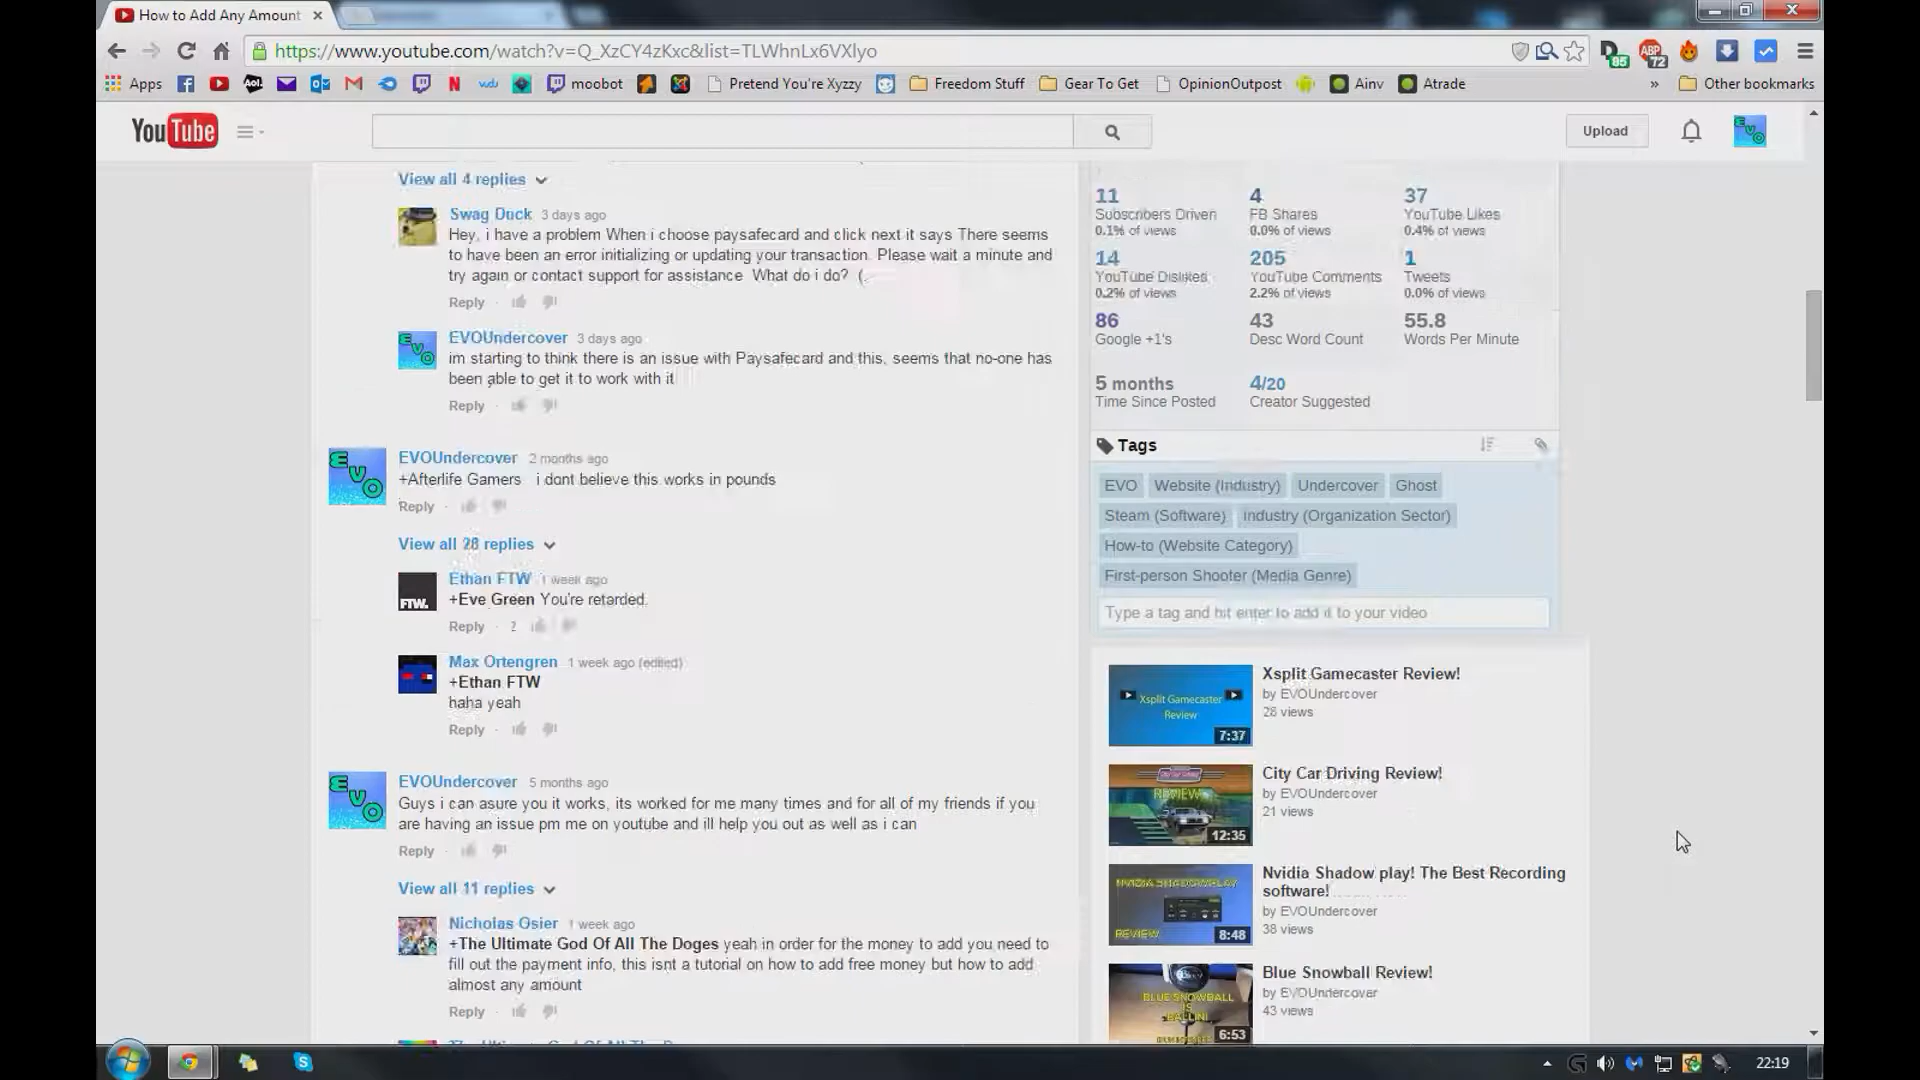 How to Add Any Amount
https://www.youtube.com/watch?v=Q_XzCY4zKxc&list=TLWhnLx6VXlyo
85
ABP
72
Apps
Aol.
moobot
Pretend You're Xyzzy
Freedom Stuff
Gear To Get
OpinionOutpost
Ainv
Atrade
»
Other bookmarks
YouTube
Upload
EVO
View all 4 replies
Swag Duck 3 days ago
Hey, i have a problem When i choose paysafecard and click next it says There seems
to have been an error initializing or updating your transaction. Please wait a minute and
try again or contact support for assistance What do i do? (.
Reply
EVOUndercover 3 days ago
im starting to think there is an issue with Paysafecard and this, seems that no-one has
been able to get it to work with it
Reply
EVOUndercover 2 months ago
+Afterlife Gamers i dont believe this works in pounds
Reply
View all 28 replies
Ethan FTW 1 week ago
FTW.
+Eve Green You're retarded.
Reply · 2
Max Ortengren 1 week ago (edited)
+Ethan FTW
haha yeah
Reply
EVOUndercover 5 months ago
Guys i can asure you it works, its worked for me many times and for all of my friends if you
are having an issue pm me on youtube and ill help you out as well as i can
Reply
View all 11 replies
Nicholas Osier 1 week ago
+The Ultimate God Of All The Doges yeah in order for the money to add you need to
fill out the payment info, this isnt a tutorial on how to add free money but how to add
almost any amount
Reply
11 4 37
Subscribers Driven FB Shares YouTube Likes
0.1% of views 0.0% of views 0.4% of views
14 205 1
YouTube Dislikes YouTube Comments Tweets
0.2% of views 2.2% of views 0.0% of views
86 43 55.8
Google +1's Desc Word Count Words Per Minute
5 months 4/20
Time Since Posted Creator Suggested
Tags
EVO Website (Industry) Undercover Ghost
Steam (Software) Industry (Organization Sector)
How-to (Website Category)
First-person Shooter (Media Genre)
Type a tag and hit enter to add it to your video
Xsplit Gamecaster
Review
7:37
Xsplit Gamecaster Review!
by EVOUndercover
28 views
REVIEW
12:35
City Car Driving Review!
by EVOUndercover
21 views
NVIDIA SHADOWPLAY
REVIEW
8:48
Nvidia Shadow play! The Best Recording
software!
by EVOUndercover
38 views
BLUE SNOWBALL
IS
BALLIN!
6:53
Blue Snowball Review!
by EVOUndercover
43 views
22:19